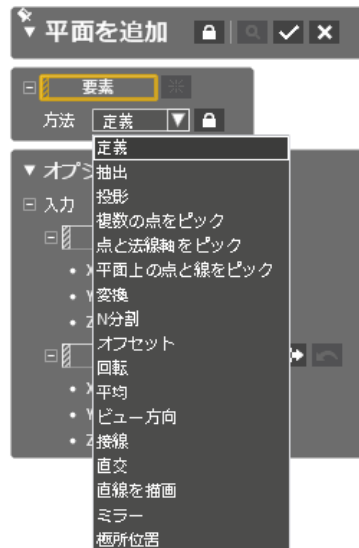 平面を追加
要素
方法 定義
定義
抽出
投影
複数の点をピック
点と法線軸をピック
平面上の点と線をピック
変換
N分割
オフセット
回転
平均
ビュー方向
接線
直交
直線を描画
ミラー
極所位置
オプシ
入力
X
Y
Z
X
Y
Z